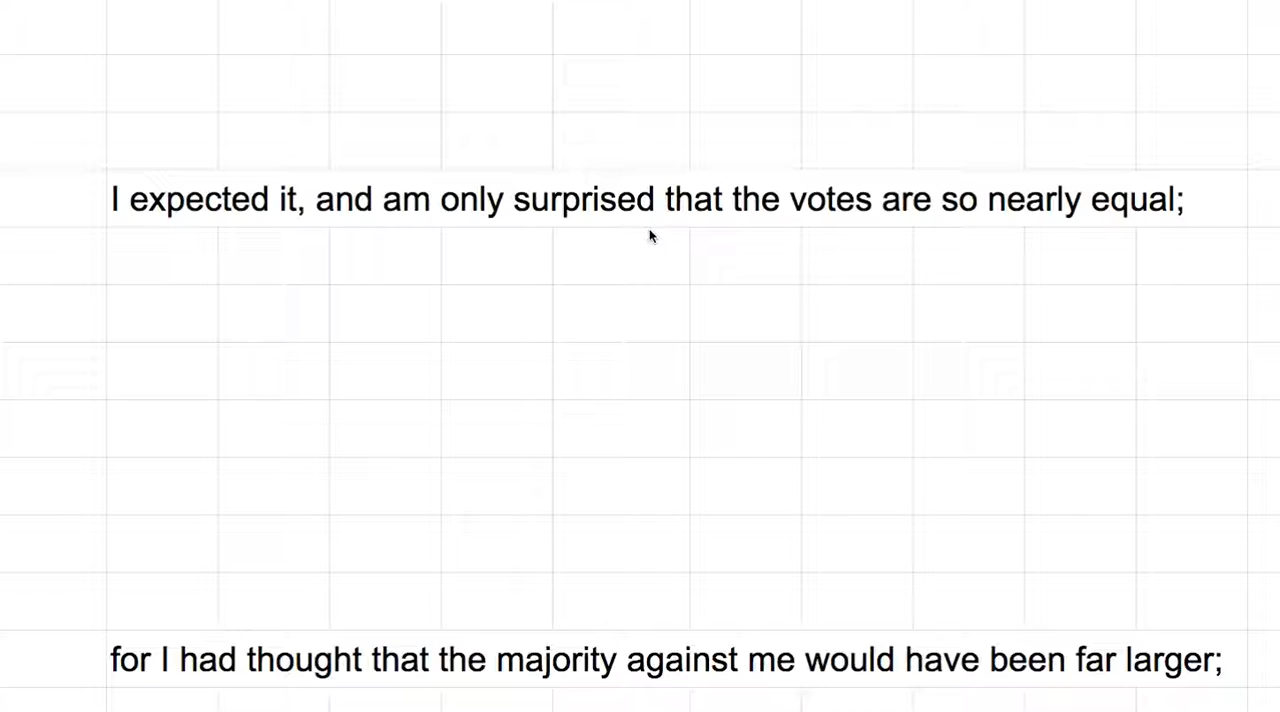 I expected it, and am only surprised that the votes are so nearly equal;
for I had thought that the majority against me would have been far larger;